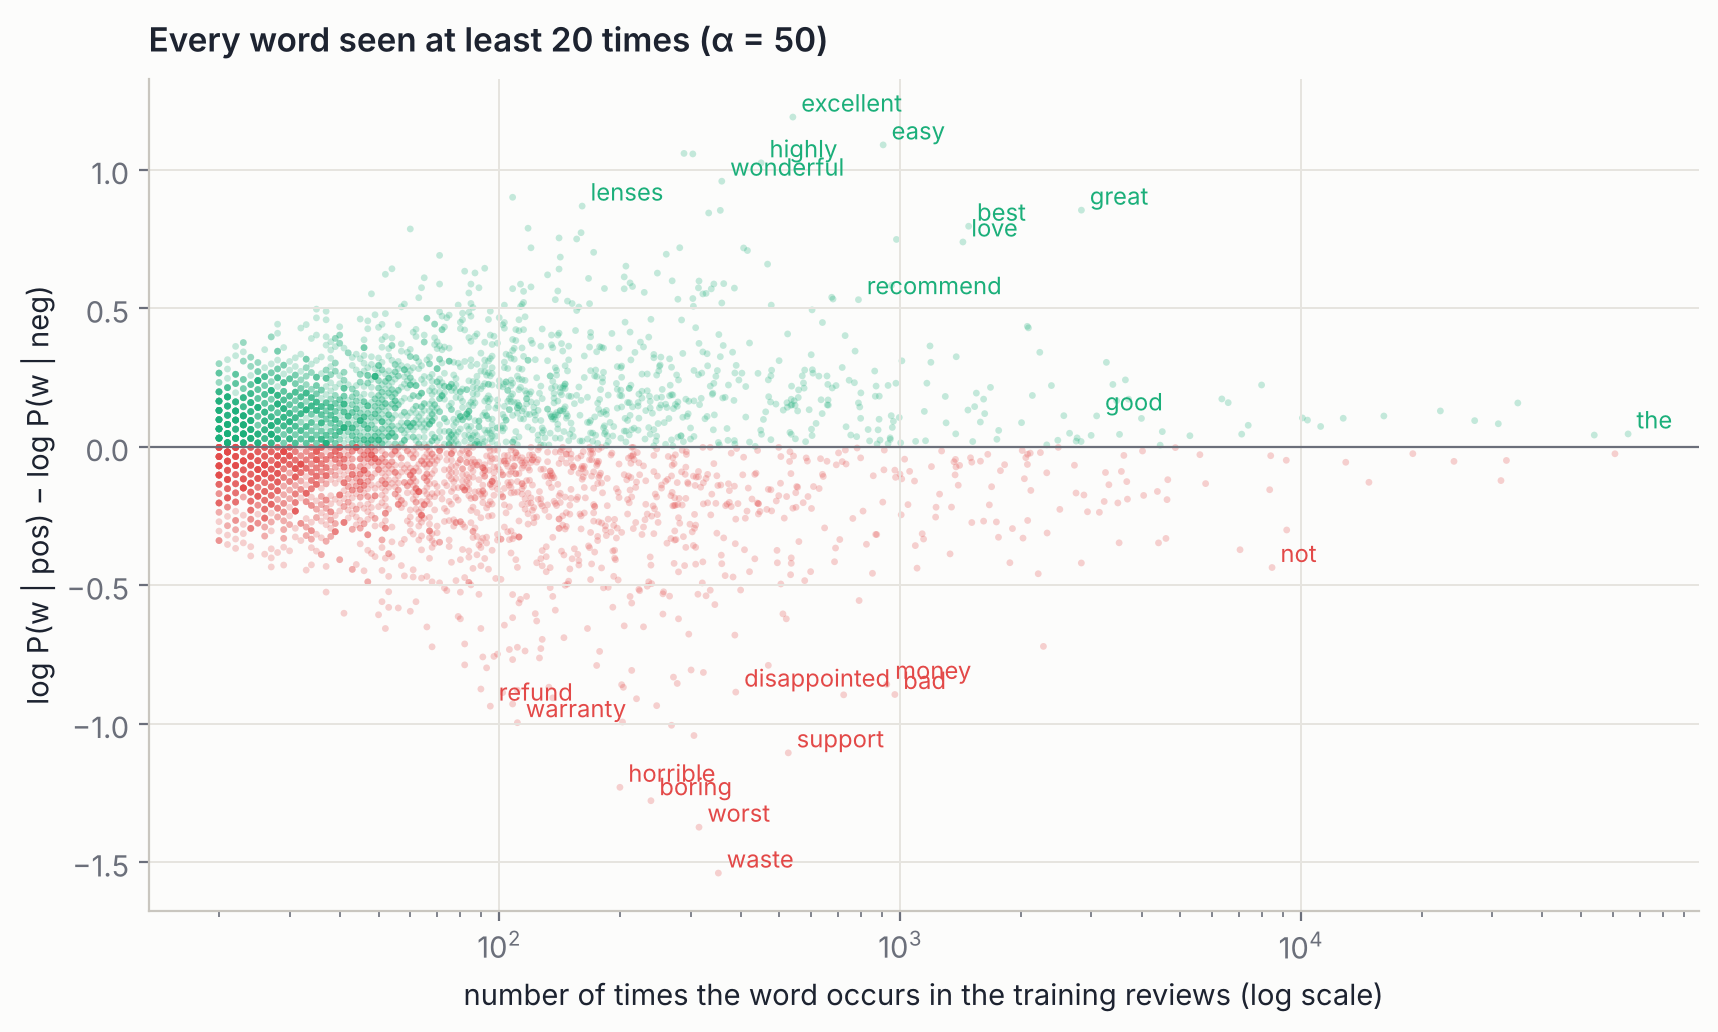 Every word seen at least 20 times (α = 50)
log P(w | pos) − log P(w | neg)
1.0
0.5
0.0
−0.5
−1.0
−1.5
excellent
easy
highly
wonderful
lenses
great
best
love
recommend
good
the
not
money
disappointed
bad
refund
warranty
support
horrible
boring
worst
waste
10²
10³
10⁴
number of times the word occurs in the training reviews (log scale)